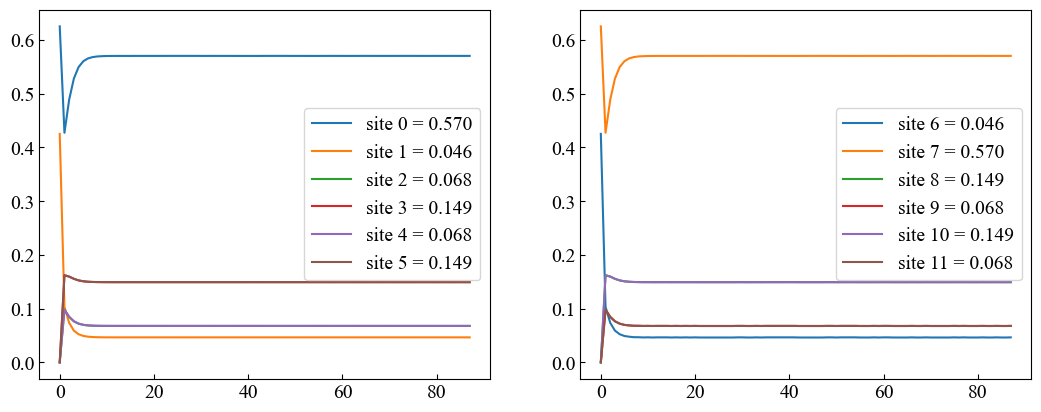 0.6
0.5
0.4
0.3
0.2
0.1
0.0
0 20 40 60 80
site 0 = 0.570
site 1 = 0.046
site 2 = 0.068
site 3 = 0.149
site 4 = 0.068
site 5 = 0.149
0.6
0.5
0.4
0.3
0.2
0.1
0.0
0 20 40 60 80
site 6 = 0.046
site 7 = 0.570
site 8 = 0.149
site 9 = 0.068
site 10 = 0.149
site 11 = 0.068